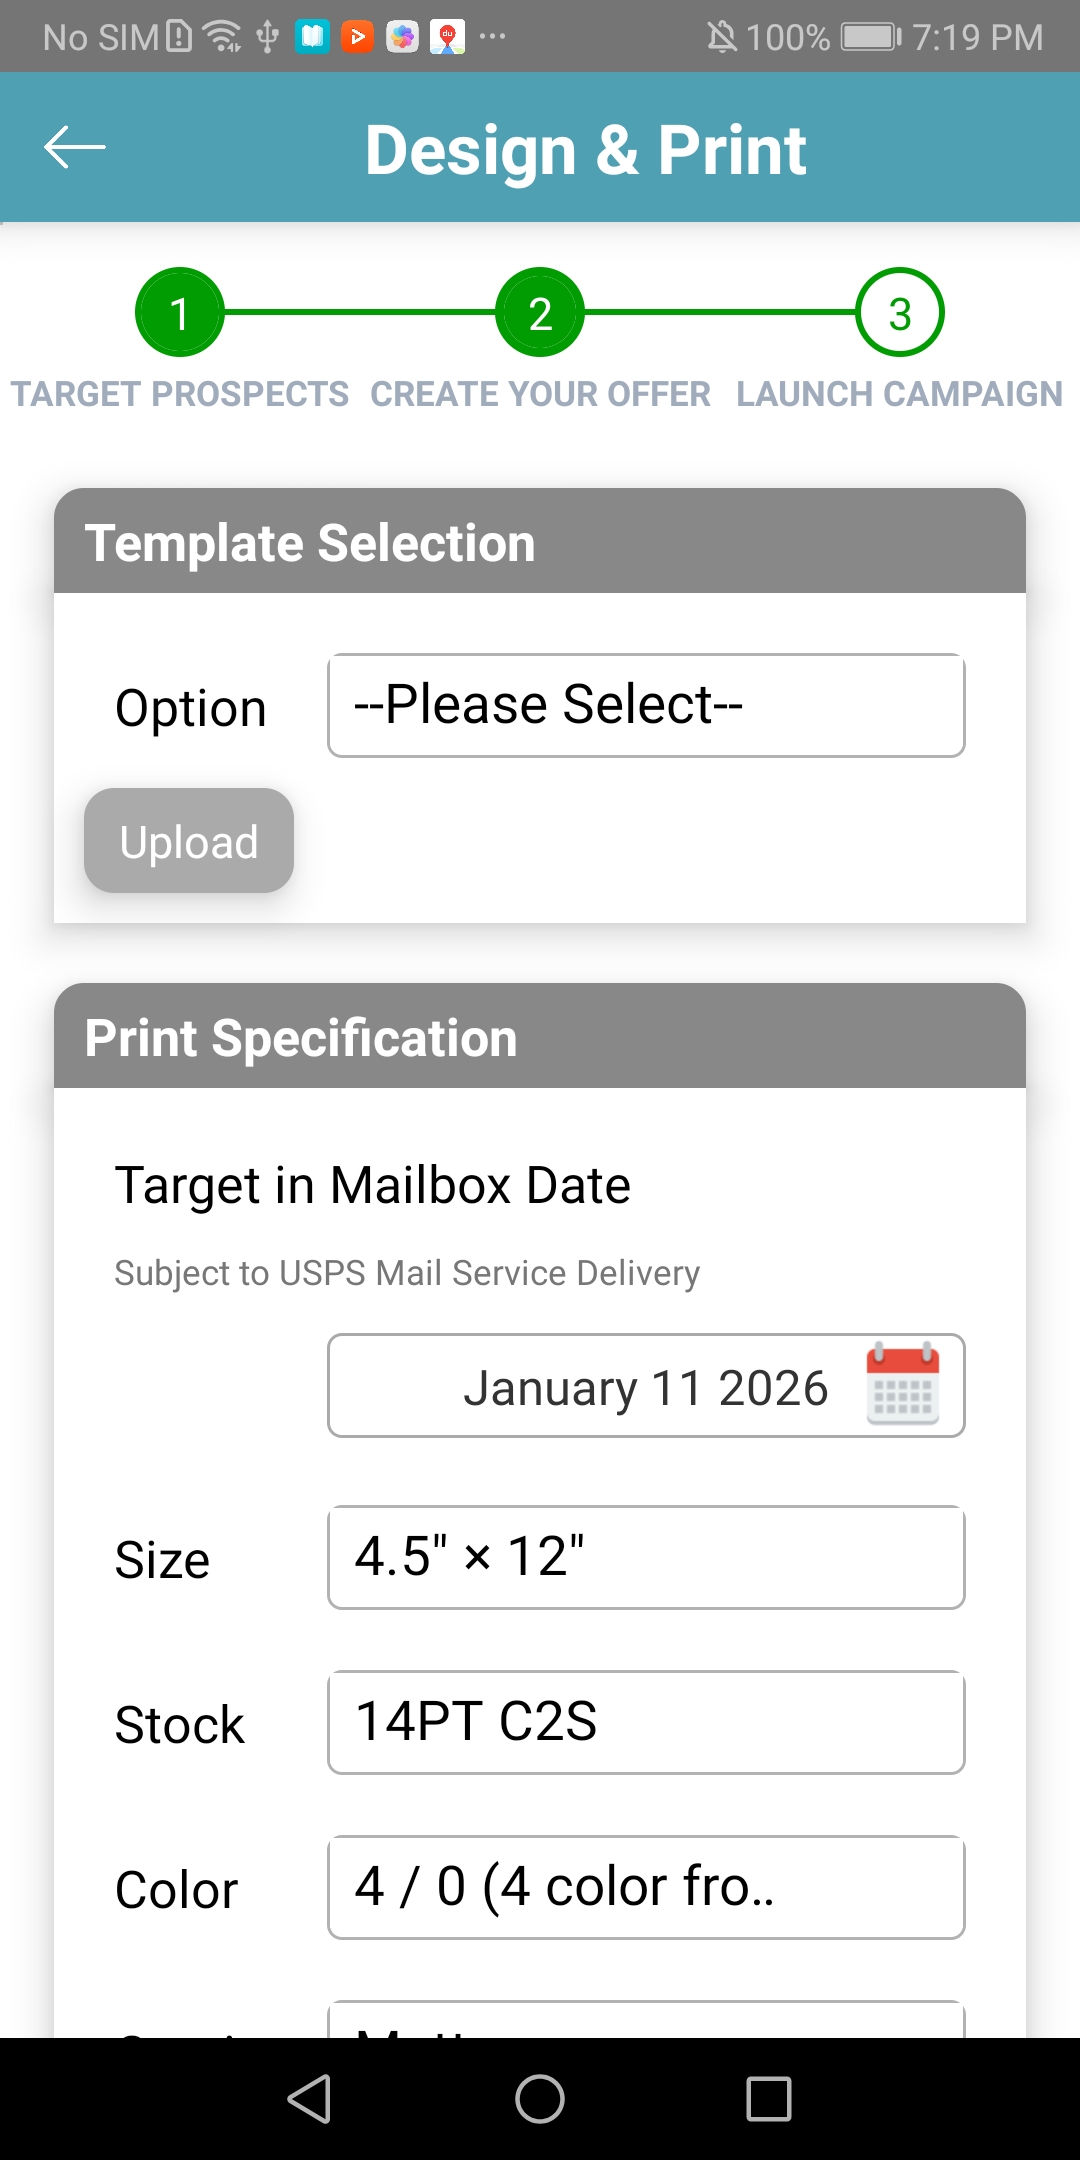 No SIM 100% 7:19 PM
Design & Print
1 2 3
TARGET PROSPECTS CREATE YOUR OFFER LAUNCH CAMPAIGN
Template Selection
Option --Please Select--
Upload
Print Specification
Target in Mailbox Date
Subject to USPS Mail Service Delivery
January 11 2026
Size 4.5" × 12"
Stock 14PT C2S
Color 4 / 0 (4 color fro..